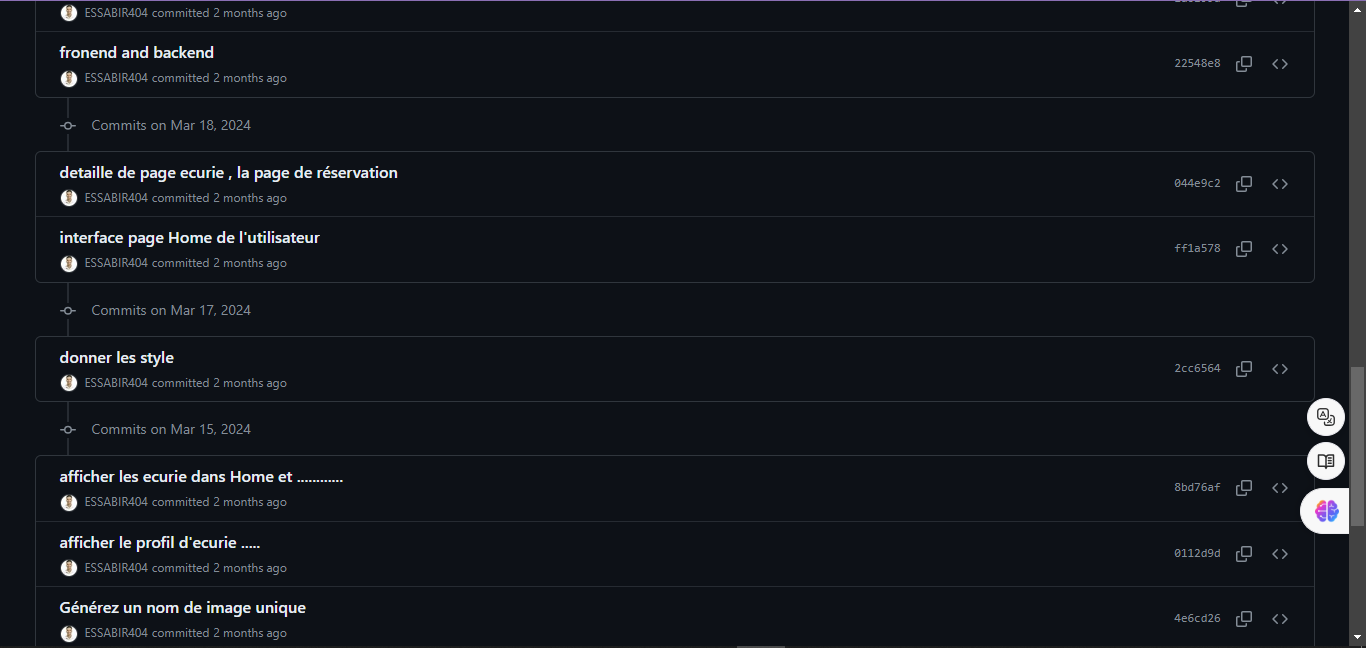 ESSABIR404 committed 2 months ago
fronend and backend
ESSABIR404 committed 2 months ago
22548e8
Commits on Mar 18, 2024
detaille de page ecurie , la page de réservation
ESSABIR404 committed 2 months ago
044e9c2
interface page Home de l'utilisateur
ESSABIR404 committed 2 months ago
ff1a578
Commits on Mar 17, 2024
donner les style
ESSABIR404 committed 2 months ago
2cc6564
Commits on Mar 15, 2024
afficher les ecurie dans Home et ............
ESSABIR404 committed 2 months ago
8bd76af
afficher le profil d'ecurie .....
ESSABIR404 committed 2 months ago
0112d9d
Générez un nom de image unique
ESSABIR404 committed 2 months ago
4e6cd26